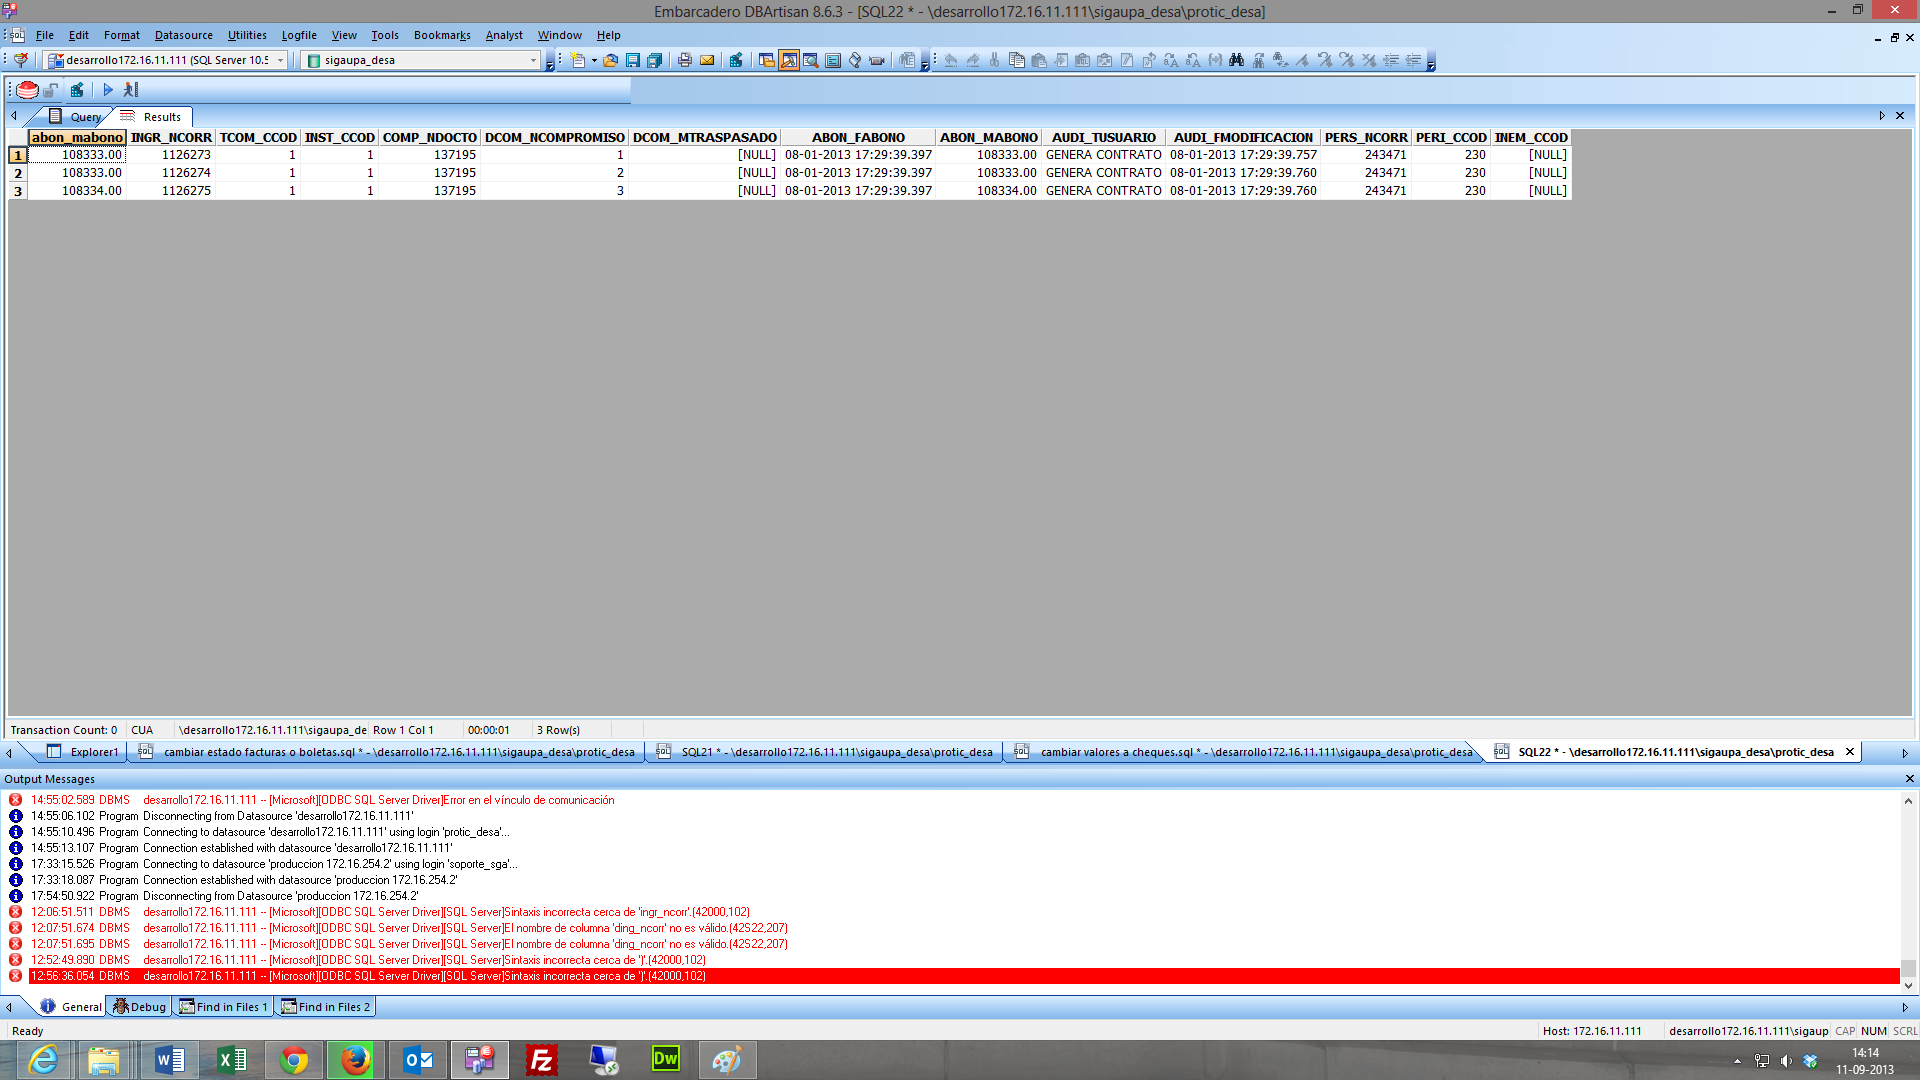 Embarcadero DBArtisan 8.6.3 - [SQL22 * - \desarrollo172.16.11.111\sigaupa_desa\protic_desa]
File Edit Format Datasource Utilities Logfile View Tools Bookmarks Analyst Window Help
desarrollo172.16.11.111 (SQL Server 10.5 sigaupa_desa
Query Results
abon_mabono INGR_NCORR TCOM_CCOD INST_CCOD COMP_NDOCTO DCOM_NCOMPROMISO DCOM_MTRASPASADO ABON_FABONO ABON_MABONO AUDI_TUSUARIO AUDI_FMODIFICACION PERS_NCORR PERI_CCOD INEM_CCOD
1 108333.00 1126273 1 1 137195 1 [NULL] 08-01-2013 17:29:39.397 108333.00 GENERA CONTRATO 08-01-2013 17:29:39.757 243471 230 [NULL]
2 108333.00 1126274 1 1 137195 2 [NULL] 08-01-2013 17:29:39.397 108333.00 GENERA CONTRATO 08-01-2013 17:29:39.760 243471 230 [NULL]
3 108334.00 1126275 1 1 137195 3 [NULL] 08-01-2013 17:29:39.397 108334.00 GENERA CONTRATO 08-01-2013 17:29:39.760 243471 230 [NULL]
Transaction Count: 0 CUA \desarrollo172.16.11.111\sigaupa_de Row 1 Col 1 00:00:01 3 Row(s)
Explorer1 cambiar estado facturas o boletas.sql * - \desarrollo172.16.11.111\sigaupa_desa\protic_desa SQL21 * - \desarrollo172.16.11.111\sigaupa_desa\protic_desa cambiar valores a cheques.sql * - \desarrollo172.16.11.111\sigaupa_desa\protic_desa SQL22 * - \desarrollo172.16.11.111\sigaupa_desa\protic_desa
Output Messages
14:55:02.589 DBMS desarrollo172.16.11.111 -- [Microsoft][ODBC SQL Server Driver]Error en el vínculo de comunicación
14:55:06.102 Program Disconnecting from Datasource 'desarrollo172.16.11.111'
14:55:10.496 Program Connecting to datasource 'desarrollo172.16.11.111' using login 'protic_desa'...
14:55:13.107 Program Connection established with datasource 'desarrollo172.16.11.111'
17:33:15.526 Program Connecting to datasource 'produccion 172.16.254.2' using login 'soporte_sga'...
17:33:18.087 Program Connection established with datasource 'produccion 172.16.254.2'
17:54:50.922 Program Disconnecting from Datasource 'produccion 172.16.254.2'
12:06:51.511 DBMS desarrollo172.16.11.111 -- [Microsoft][ODBC SQL Server Driver][SQL Server]Sintaxis incorrecta cerca de 'ingr_ncorr'.(42000,102)
12:07:51.674 DBMS desarrollo172.16.11.111 -- [Microsoft][ODBC SQL Server Driver][SQL Server]El nombre de columna 'ding_ncorr' no es válido.(42S22,207)
12:07:51.695 DBMS desarrollo172.16.11.111 -- [Microsoft][ODBC SQL Server Driver][SQL Server]El nombre de columna 'ding_ncorr' no es válido.(42S22,207)
12:52:49.890 DBMS desarrollo172.16.11.111 -- [Microsoft][ODBC SQL Server Driver][SQL Server]Sintaxis incorrecta cerca de ')'.(42000,102)
12:56:36.054 DBMS desarrollo172.16.11.111 -- [Microsoft][ODBC SQL Server Driver][SQL Server]Sintaxis incorrecta cerca de ')'.(42000,102)
General Debug Find in Files 1 Find in Files 2
Ready Host: 172.16.11.111 desarrollo172.16.11.111\sigaup CAP NUM SCRL
14:14
11-09-2013